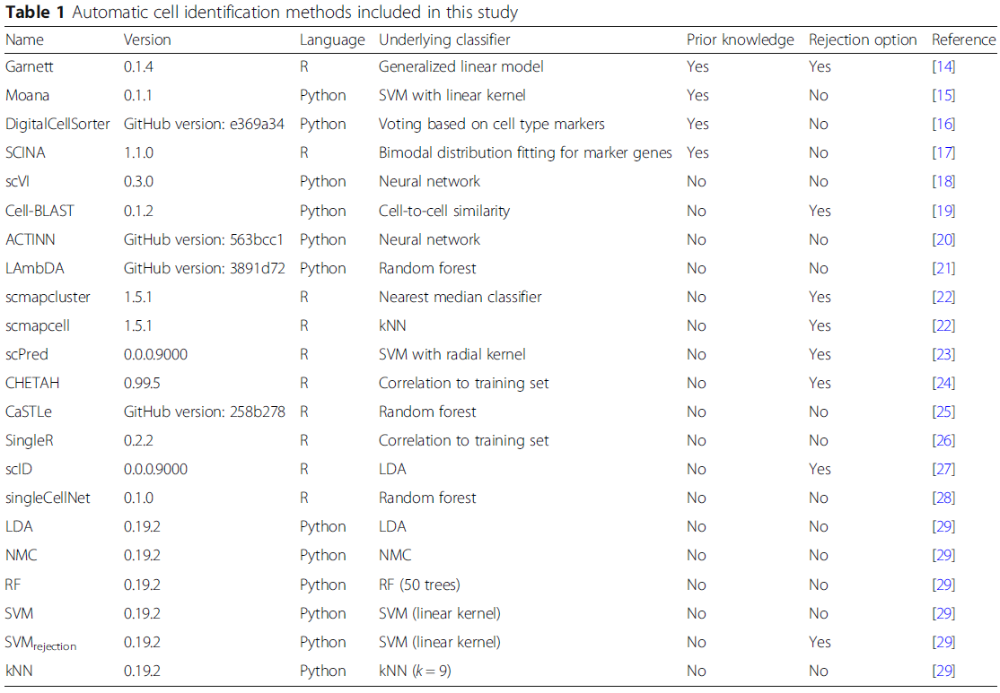 Table 1 Automatic cell identification methods included in this study
Name Version Language Underlying classifier Prior knowledge Rejection option Reference
Garnett 0.1.4 R Generalized linear model Yes Yes [14]
Moana 0.1.1 Python SVM with linear kernel Yes No [15]
DigitalCellSorter GitHub version: e369a34 Python Voting based on cell type markers Yes No [16]
SCINA 1.1.0 R Bimodal distribution fitting for marker genes Yes No [17]
scVI 0.3.0 Python Neural network No No [18]
Cell-BLAST 0.1.2 Python Cell-to-cell similarity No Yes [19]
ACTINN GitHub version: 563bcc1 Python Neural network No No [20]
LAmbDA GitHub version: 3891d72 Python Random forest No No [21]
scmapcluster 1.5.1 R Nearest median classifier No Yes [22]
scmapcell 1.5.1 R kNN No Yes [22]
scPred 0.0.0.9000 R SVM with radial kernel No Yes [23]
CHETAH 0.99.5 R Correlation to training set No Yes [24]
CaSTLe GitHub version: 258b278 R Random forest No No [25]
SingleR 0.2.2 R Correlation to training set No No [26]
scID 0.0.0.9000 R LDA No Yes [27]
singleCellNet 0.1.0 R Random forest No No [28]
LDA 0.19.2 Python LDA No No [29]
NMC 0.19.2 Python NMC No No [29]
RF 0.19.2 Python RF (50 trees) No No [29]
SVM 0.19.2 Python SVM (linear kernel) No No [29]
SVMrejection 0.19.2 Python SVM (linear kernel) No Yes [29]
kNN 0.19.2 Python kNN (k = 9) No No [29]